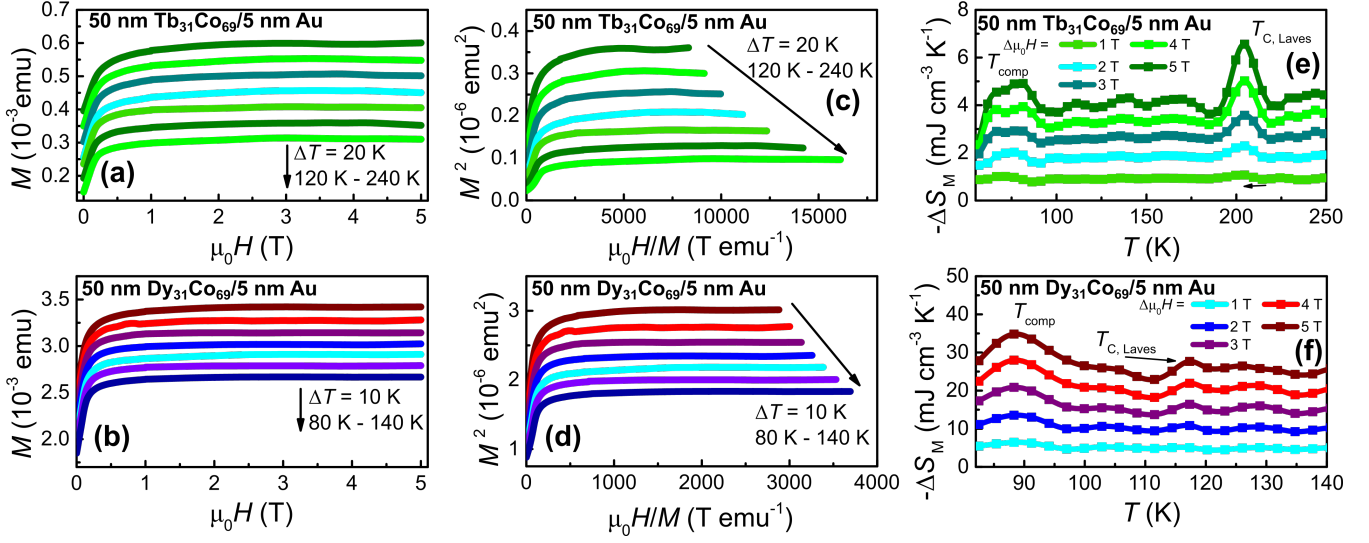 50 nm Tb₃₁Co₆₉/5 nm Au
M (10⁻³ emu)
0.6
0.5
0.4
0.3
0.2
ΔT = 20 K
120 K - 240 K
(a)
0 1 2 3 4 5
μ₀H (T)
50 nm Tb₃₁Co₆₉/5 nm Au
M² (10⁻⁶ emu²)
0.4
0.3
0.2
0.1
0.0
ΔT = 20 K
120 K - 240 K
(c)
0 5000 10000 15000
μ₀H/M (T emu⁻¹)
50 nm Tb₃₁Co₆₉/5 nm Au
-ΔS_M (mJ cm⁻³ K⁻¹)
8
6
4
2
0
Δμ₀H =
1 T
2 T
3 T
4 T
5 T
T_comp
T_C, Laves
(e)
100 150 200 250
T (K)
50 nm Dy₃₁Co₆₉/5 nm Au
M (10⁻³ emu)
3.5
3.0
2.5
2.0
ΔT = 10 K
80 K - 140 K
(b)
0 1 2 3 4 5
μ₀H (T)
50 nm Dy₃₁Co₆₉/5 nm Au
M² (10⁻⁶ emu²)
3
2
1
ΔT = 10 K
80 K - 140 K
(d)
0 1000 2000 3000 4000
μ₀H/M (T emu⁻¹)
50 nm Dy₃₁Co₆₉/5 nm Au
-ΔS_M (mJ cm⁻³ K⁻¹)
50
40
30
20
10
0
Δμ₀H =
1 T
2 T
3 T
4 T
5 T
T_comp
T_C, Laves
(f)
90 100 110 120 130 140
T (K)